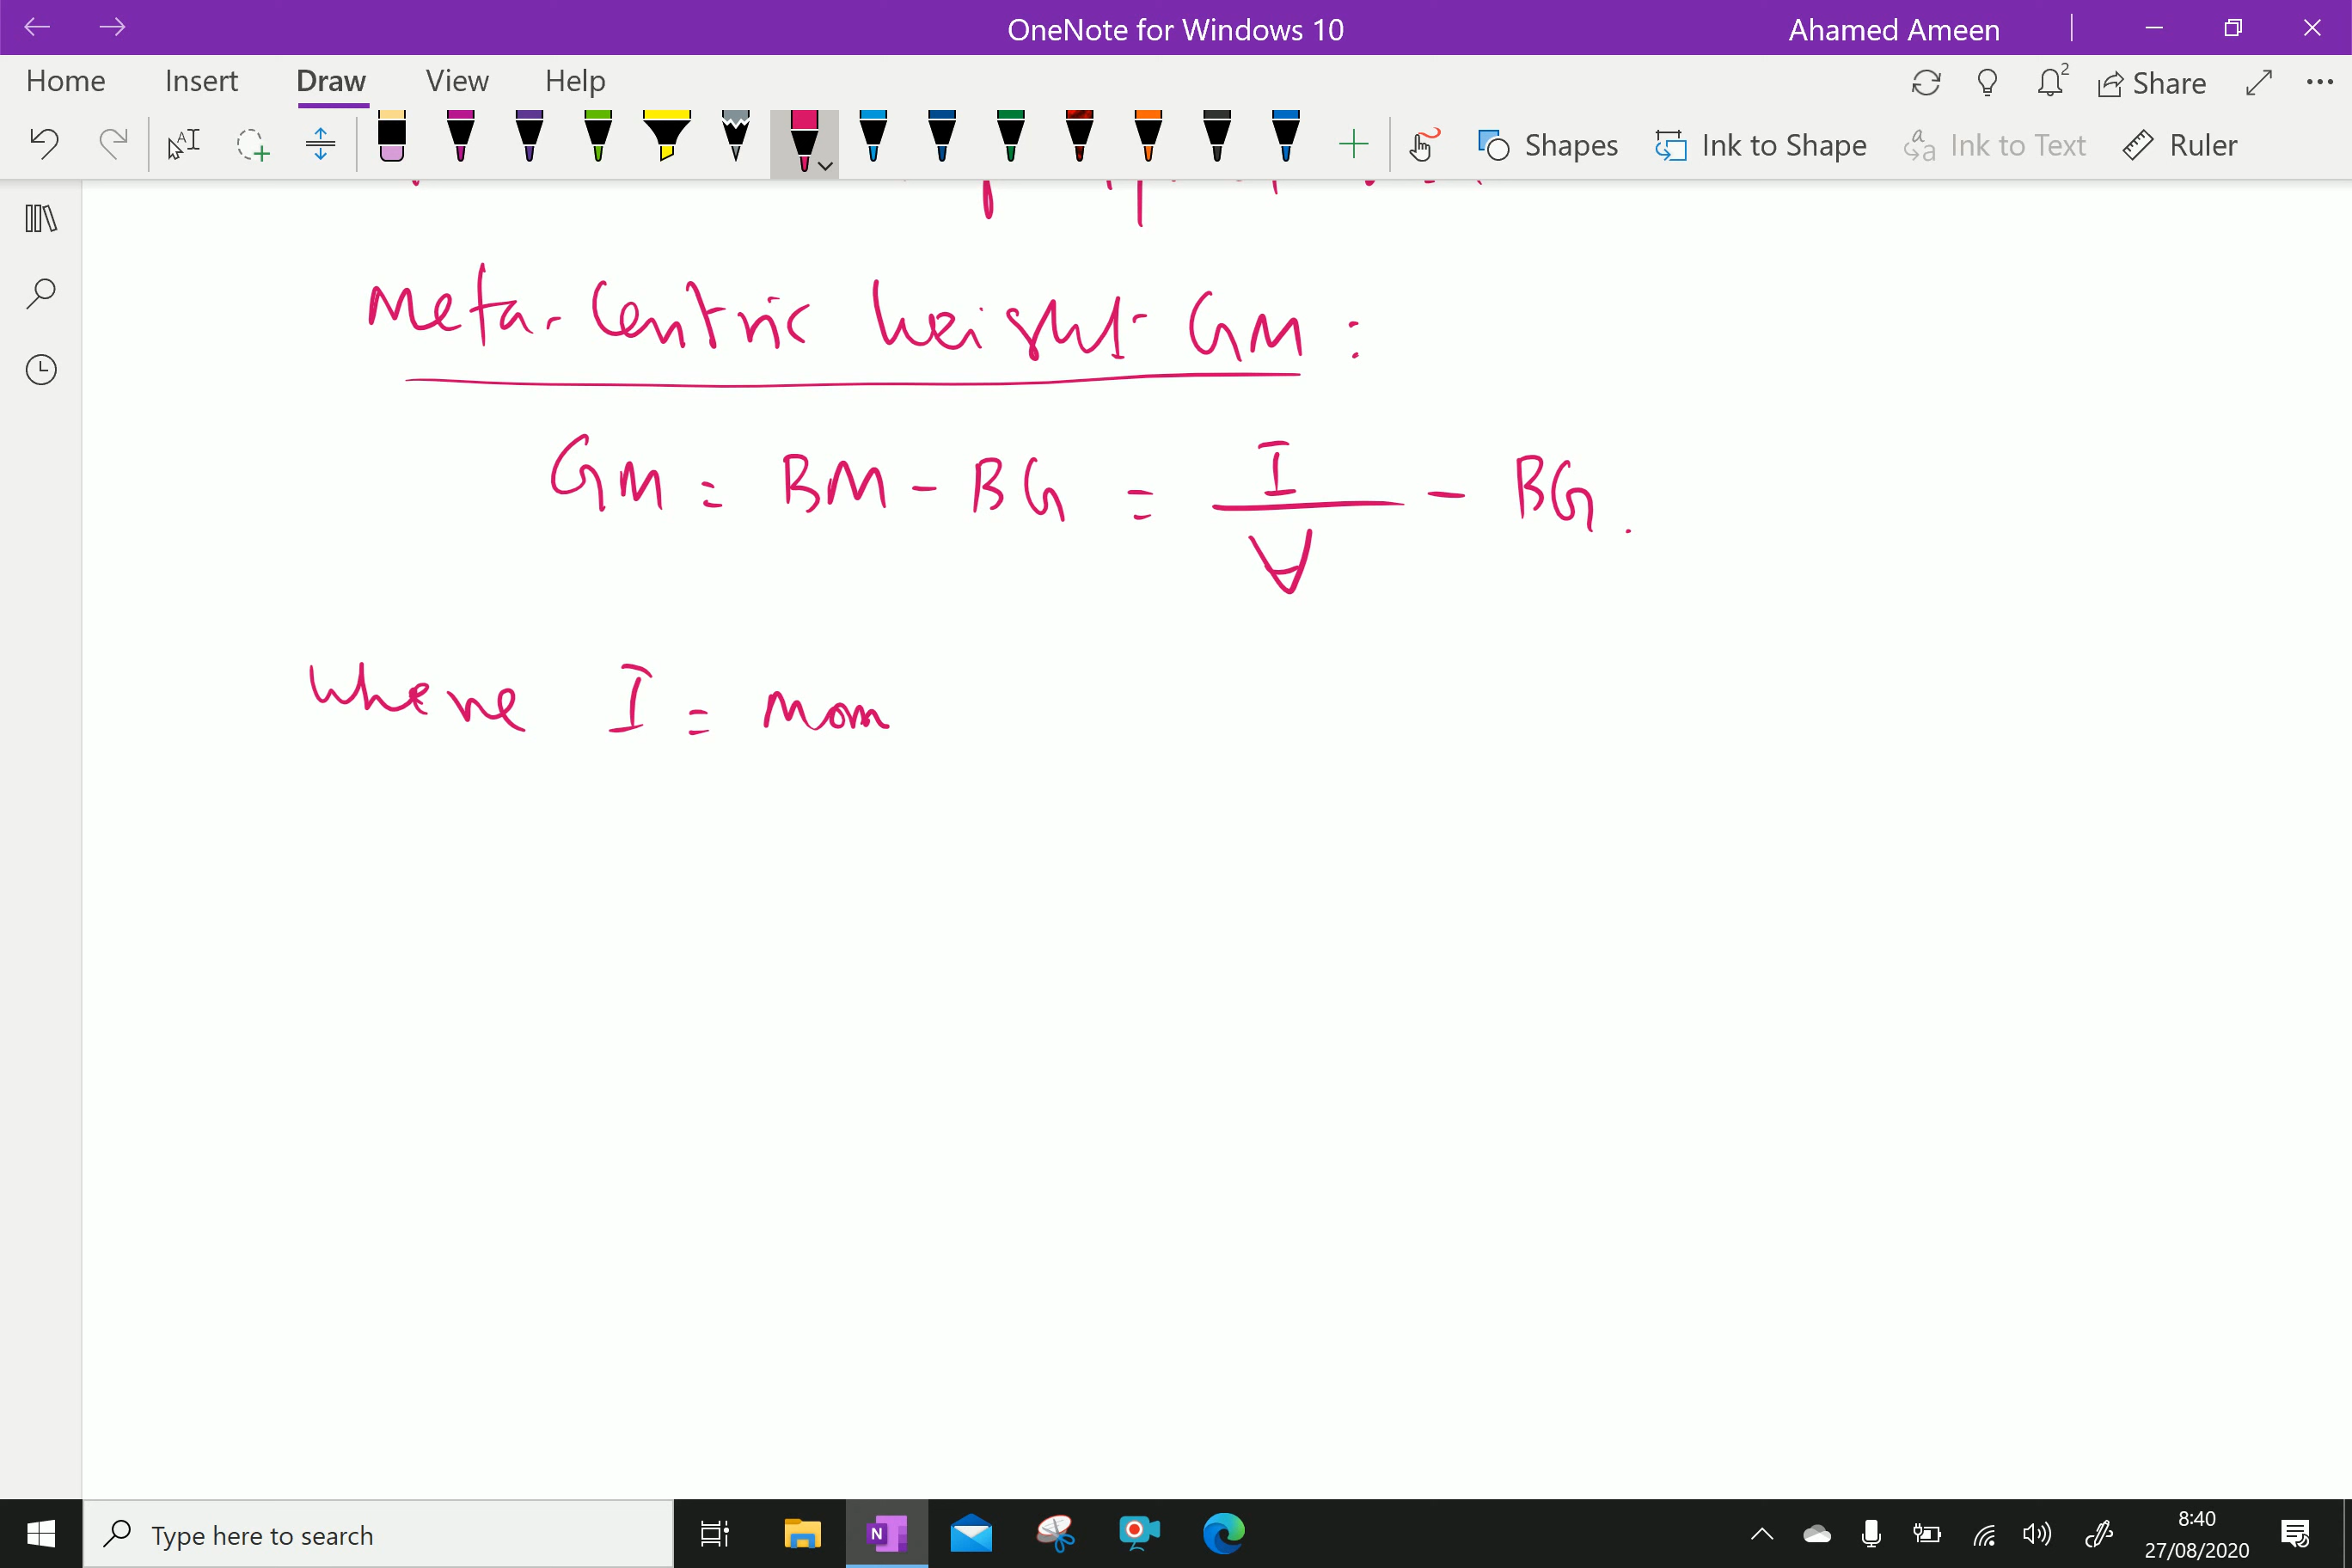 OneNote for Windows 10 Ahamed Ameen
Home Insert Draw View Help 2 Share
Shapes Ink to Shape Ink to Text Ruler
Meta-Centric height GM :
GM = BM - BG = I/∀ - BG.
where I = mom
Type here to search 8:40
27/08/2020